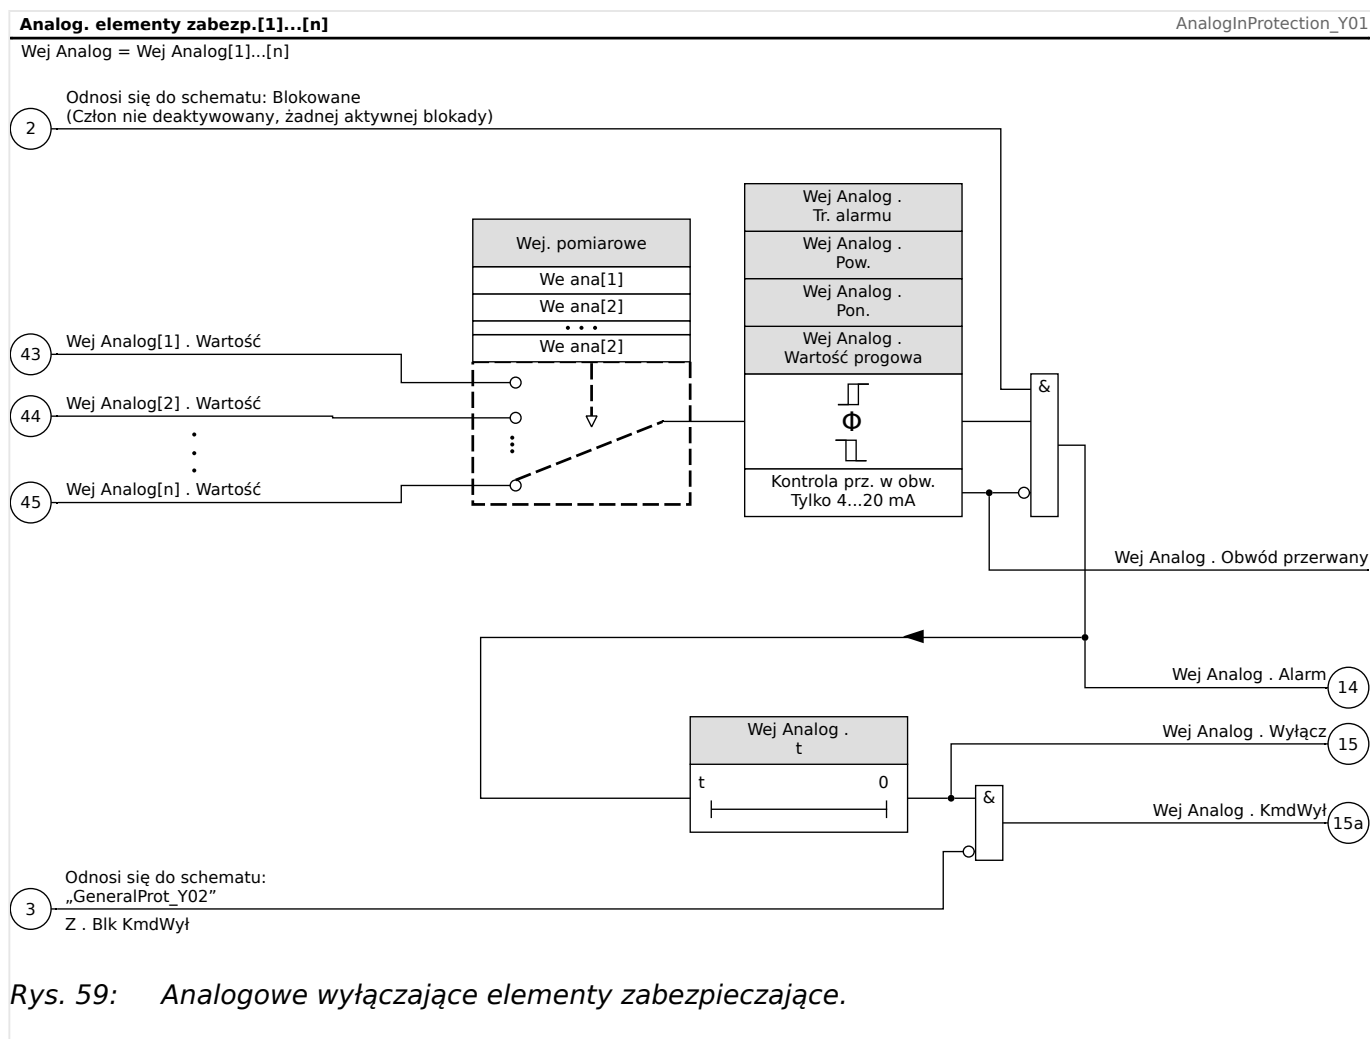 Analog. elementy zabezp.[1]...[n]
AnalogInProtection_Y01
Wej Analog = Wej Analog[1]...[n]
Odnosi się do schematu: Blokowane
(Człon nie deaktywowany, żadnej aktywnej blokady)
2
Wej Analog .
Tr. alarmu
Wej Analog .
Pow.
Wej Analog .
Pon.
Wej Analog .
Wartość progowa
Φ
Kontrola prz. w obw.
Tylko 4...20 mA
Wej. pomiarowe
We ana[1]
We ana[2]
• • •
We ana[2]
43
Wej Analog[1] . Wartość
44
Wej Analog[2] . Wartość
45
Wej Analog[n] . Wartość
&
Wej Analog . Obwód przerwany
Wej Analog . Alarm
14
Wej Analog .
t
t 0
Wej Analog . Wyłącz
15
&
Wej Analog . KmdWył
15a
Odnosi się do schematu:
„GeneralProt_Y02”
3
Z . Blk KmdWył
Rys. 59: Analogowe wyłączające elementy zabezpieczające.